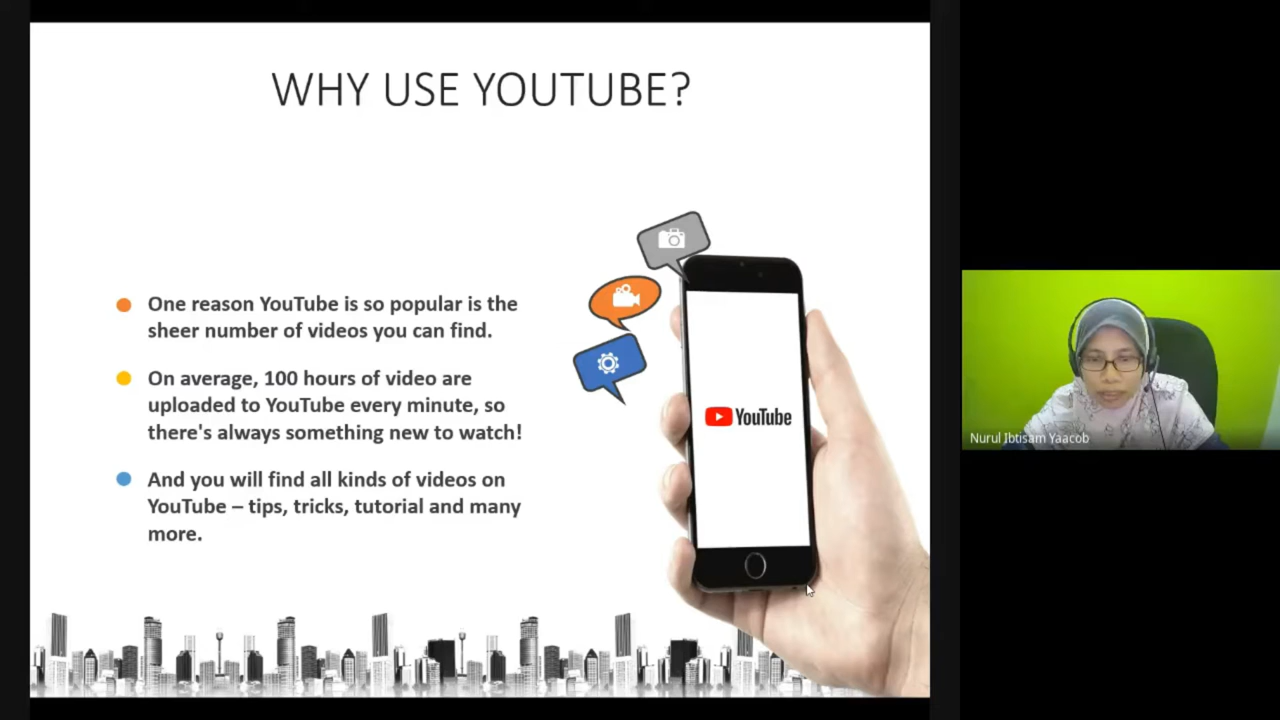 WHY USE YOUTUBE?
One reason YouTube is so popular is the
sheer number of videos you can find.
On average, 100 hours of video are
uploaded to YouTube every minute, so
there's always something new to watch!
And you will find all kinds of videos on
YouTube – tips, tricks, tutorial and many
more.
YouTube
Nurul Ibtisam Yaacob